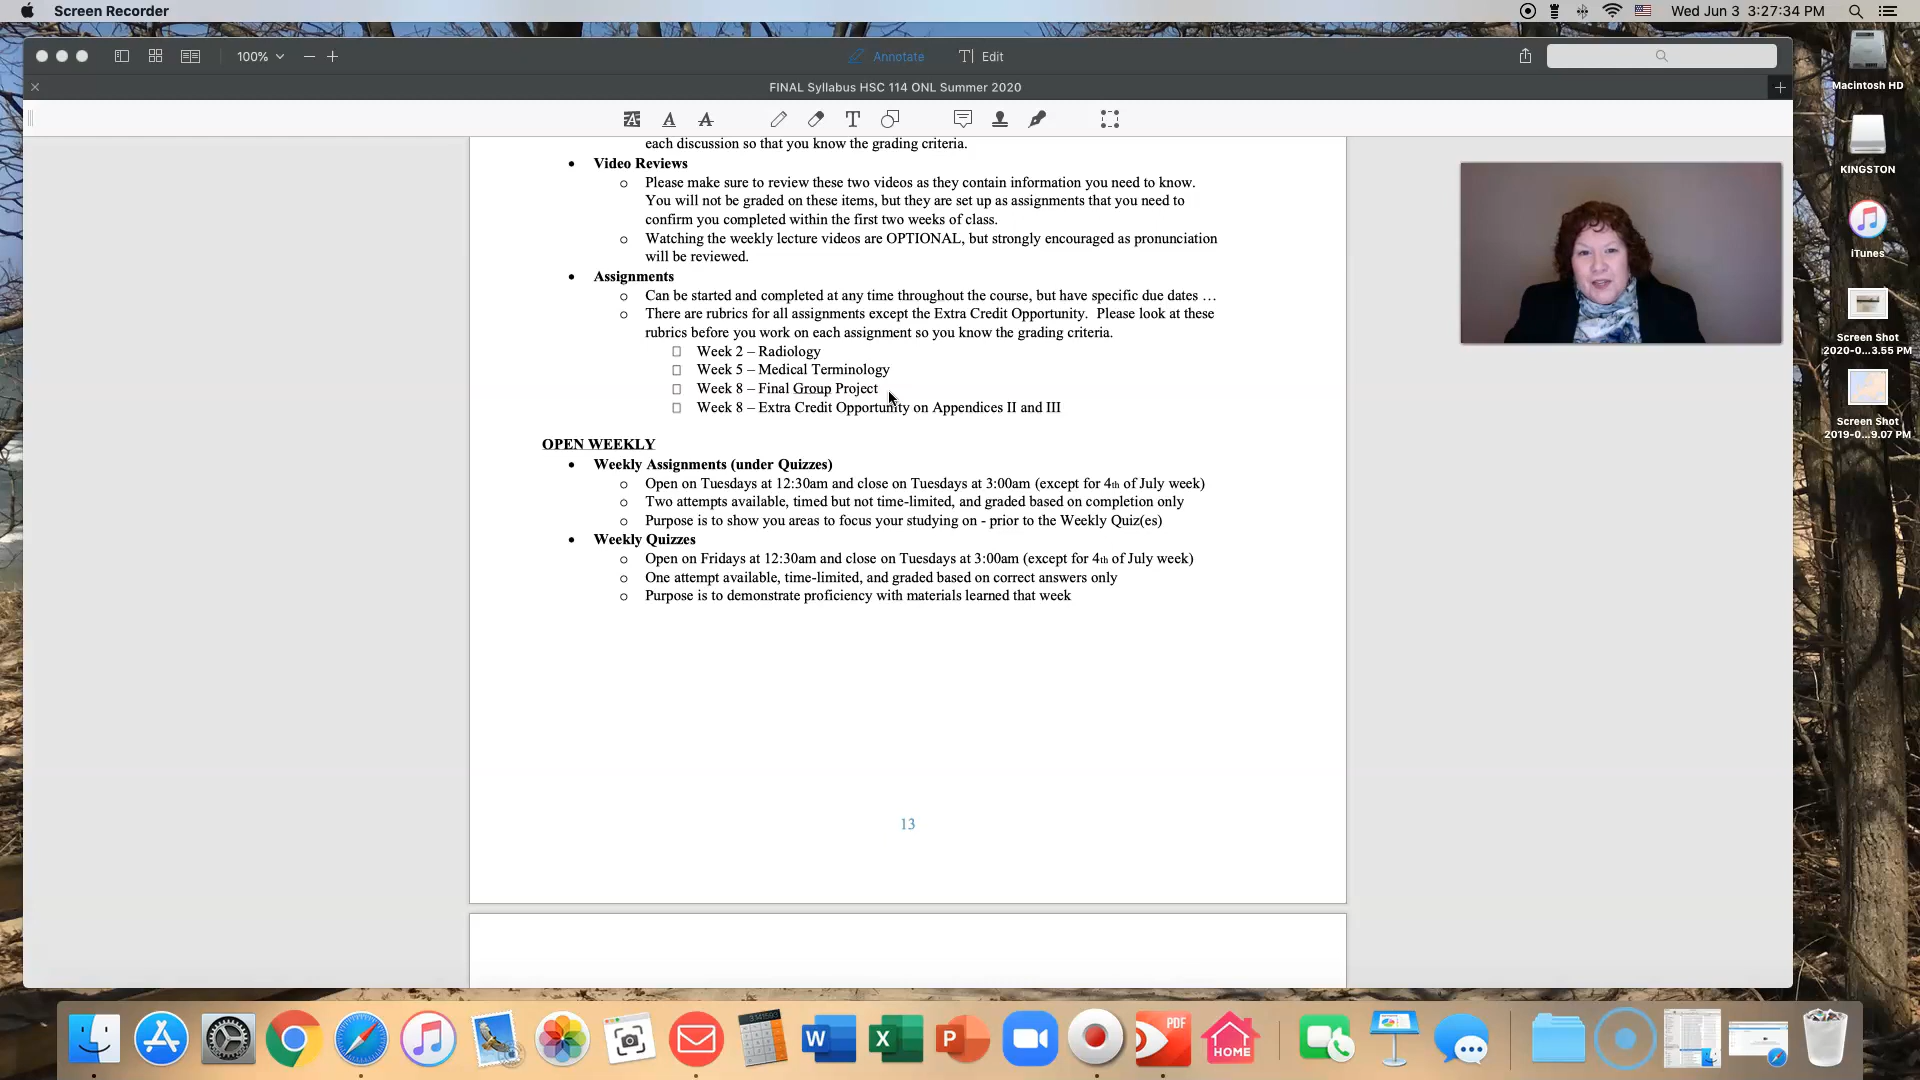 Screen Recorder
Wed Jun 3 3:27:34 PM
100%
Annotate
Edit
FINAL Syllabus HSC 114 ONL Summer 2020
each discussion so that you know the grading criteria.
• Video Reviews
o Please make sure to review these two videos as they contain information you need to know.
You will not be graded on these items, but they are set up as assignments that you need to
confirm you completed within the first two weeks of class.
o Watching the weekly lecture videos are OPTIONAL, but strongly encouraged as pronunciation
will be reviewed.
• Assignments
o Can be started and completed at any time throughout the course, but have specific due dates …
o There are rubrics for all assignments except the Extra Credit Opportunity. Please look at these
rubrics before you work on each assignment so you know the grading criteria.
Week 2 – Radiology
Week 5 – Medical Terminology
Week 8 – Final Group Project
Week 8 – Extra Credit Opportunity on Appendices II and III
OPEN WEEKLY
• Weekly Assignments (under Quizzes)
o Open on Tuesdays at 12:30am and close on Tuesdays at 3:00am (except for 4th of July week)
o Two attempts available, timed but not time-limited, and graded based on completion only
o Purpose is to show you areas to focus your studying on - prior to the Weekly Quiz(es)
• Weekly Quizzes
o Open on Fridays at 12:30am and close on Tuesdays at 3:00am (except for 4th of July week)
o One attempt available, time-limited, and graded based on correct answers only
o Purpose is to demonstrate proficiency with materials learned that week
13
Macintosh HD
KINGSTON
iTunes
Screen Shot
2020-0...3.55 PM
Screen Shot
2019-0...9.07 PM
W
X
P
PDF
HOME